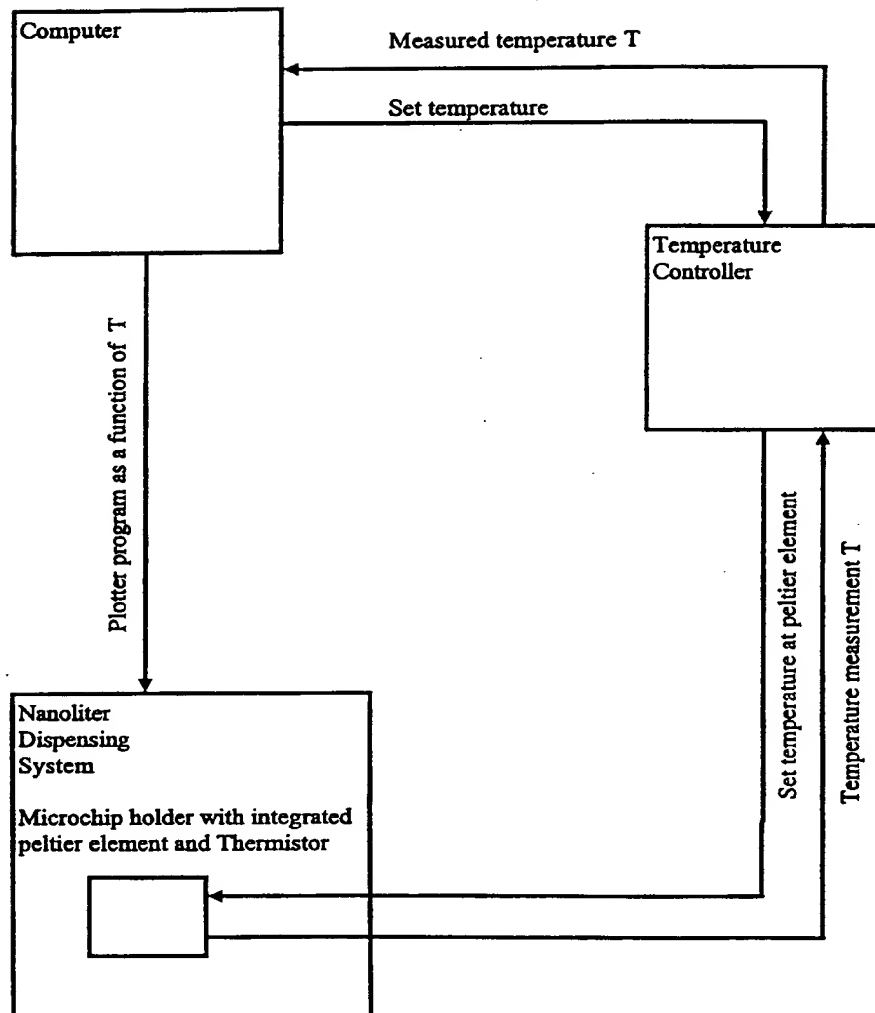 Computer
Measured temperature T
Set temperature
Temperature
Controller
Plotter program as a function of T
Set temperature at peltier element
Temperature measurement T
Nanoliter
Dispensing
System
Microchip holder with integrated
peltier element and Thermistor